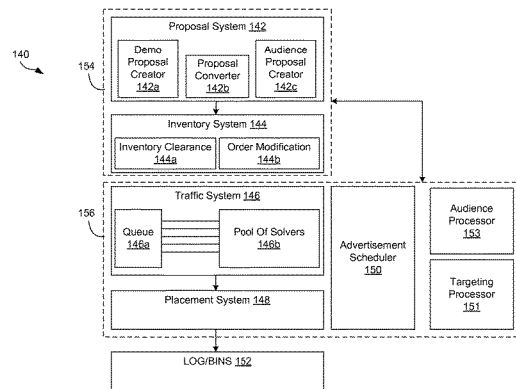 140
154
Proposal System 142
Demo
Proposal
Creator
142a
Proposal
Converter
142b
Audience
Proposal
Creator
142c
Inventory System 144
Inventory Clearance
144a
Order Modification
144b
156
Traffic System 146
Queue
146a
Pool Of Solvers
146b
Placement System 148
Advertisement
Scheduler
150
Audience
Processor
153
Targeting
Processor
151
LOG/BINS 152